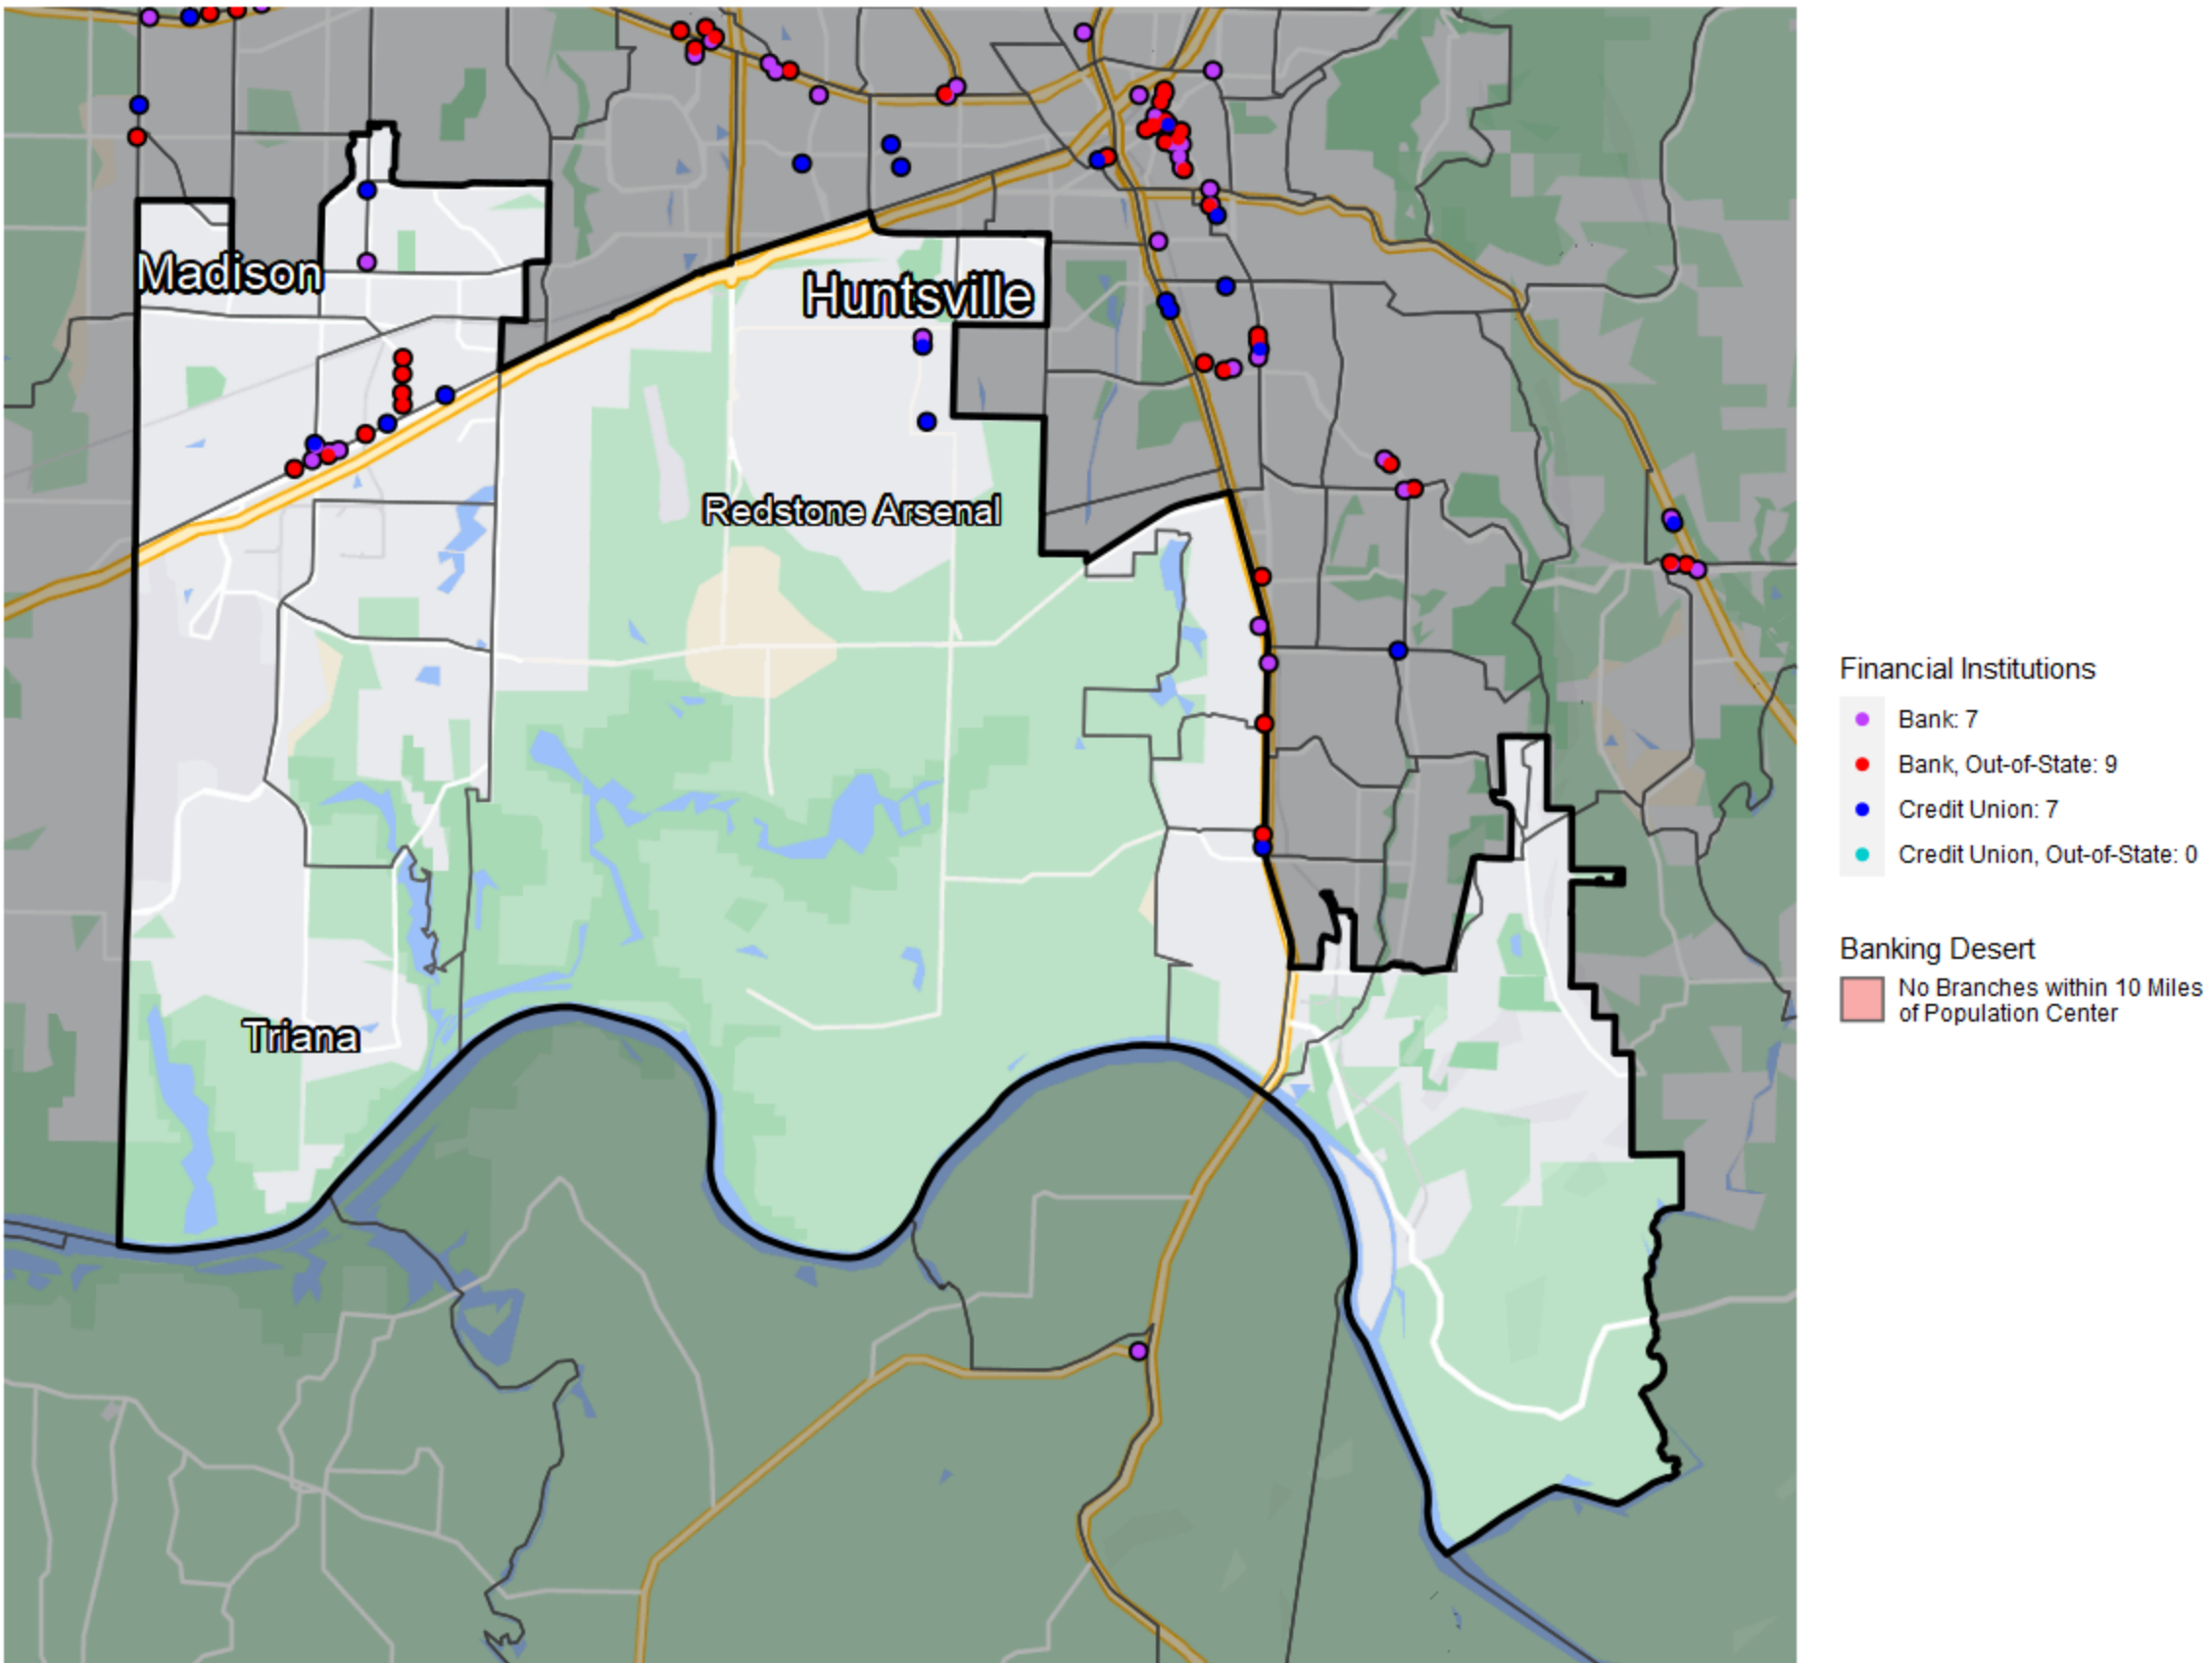 Madison
Huntsville
Redstone Arsenal
Triana
Financial Institutions
Bank: 7
Bank, Out-of-State: 9
Credit Union: 7
Credit Union, Out-of-State: 0
Banking Desert
No Branches within 10 Miles
of Population Center